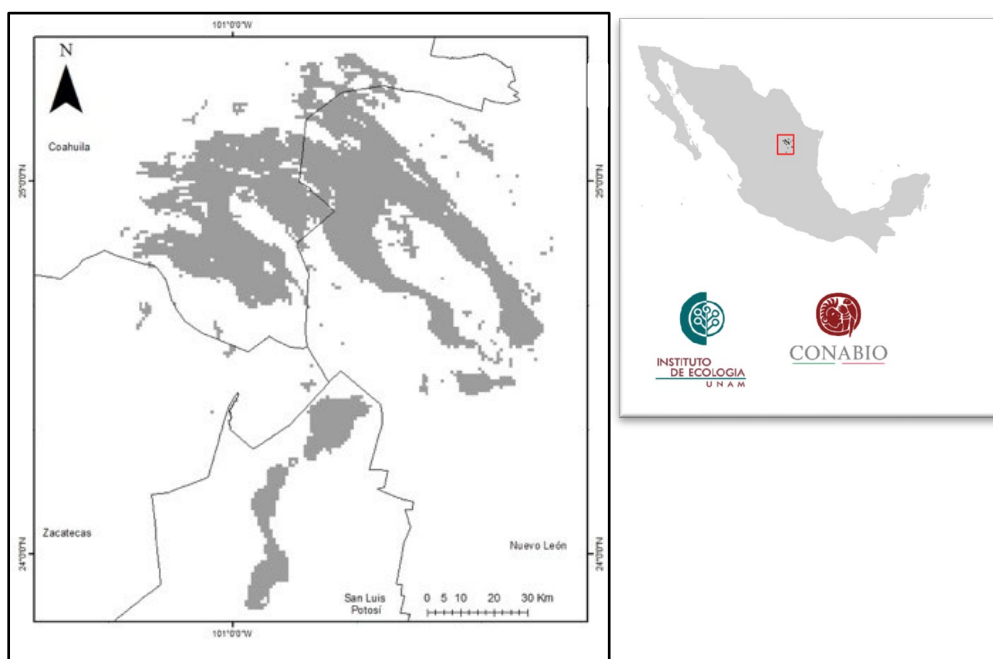 101°0'0"W
N
Coahuila
25°0'0"N
25°0'0"N
Zacatecas
24°0'0"N
24°0'0"N
Nuevo León
San Luis
Potosí
0 5 10 20 30 Km
101°0'0"W
INSTITUTO
DE ECOLOGIA
UNAM
CONABIO